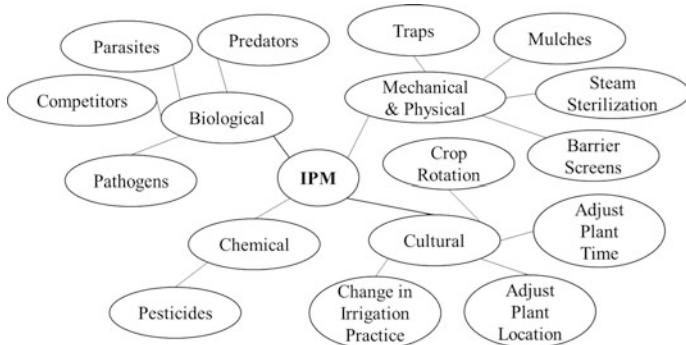 Parasites
Predators
Competitors
Biological
Pathogens
Traps
Mulches
Mechanical
& Physical
Steam
Sterilization
Barrier
Screens
IPM
Crop
Rotation
Chemical
Cultural
Adjust
Plant
Time
Pesticides
Change in
Irrigation
Practice
Adjust
Plant
Location